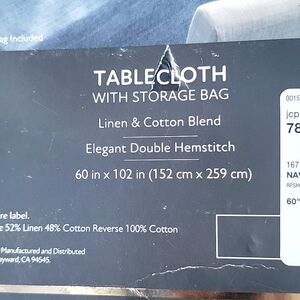 ag Included
TABLECLOTH
WITH STORAGE BAG
Linen & Cotton Blend
Elegant Double Hemstitch
60 in x 102 in (152 cm x 259 cm)
re label.
e 52% Linen 48% Cotton Reverse 100% Cotton
Manufactured and Distributed
ayward, CA 94545.
0015
jcp
78
167
NAV
RPSH
60"